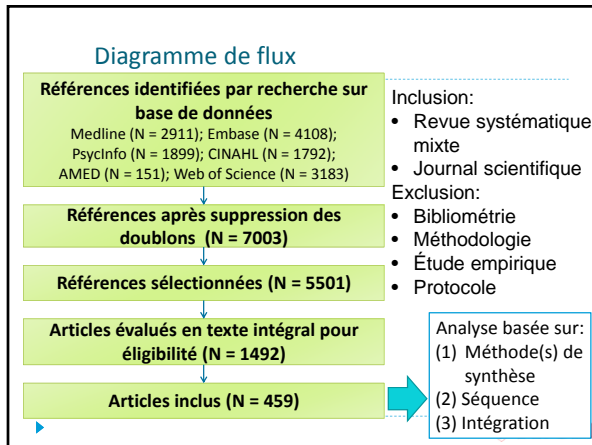 Diagramme de flux
Références identifiées par recherche sur
base de données
Medline (N = 2911); Embase (N = 4108);
PsycInfo (N = 1899); CINAHL (N = 1792);
AMED (N = 151); Web of Science (N = 3183)
Références après suppression des
doublons (N = 7003)
Références sélectionnées (N = 5501)
Articles évalués en texte intégral pour
éligibilité (N = 1492)
Articles inclus (N = 459)
Inclusion:
• Revue systématique
mixte
• Journal scientifique
Exclusion:
• Bibliométrie
• Méthodologie
• Étude empirique
• Protocole
Analyse basée sur:
(1) Méthode(s) de
synthèse
(2) Séquence
(3) Intégration